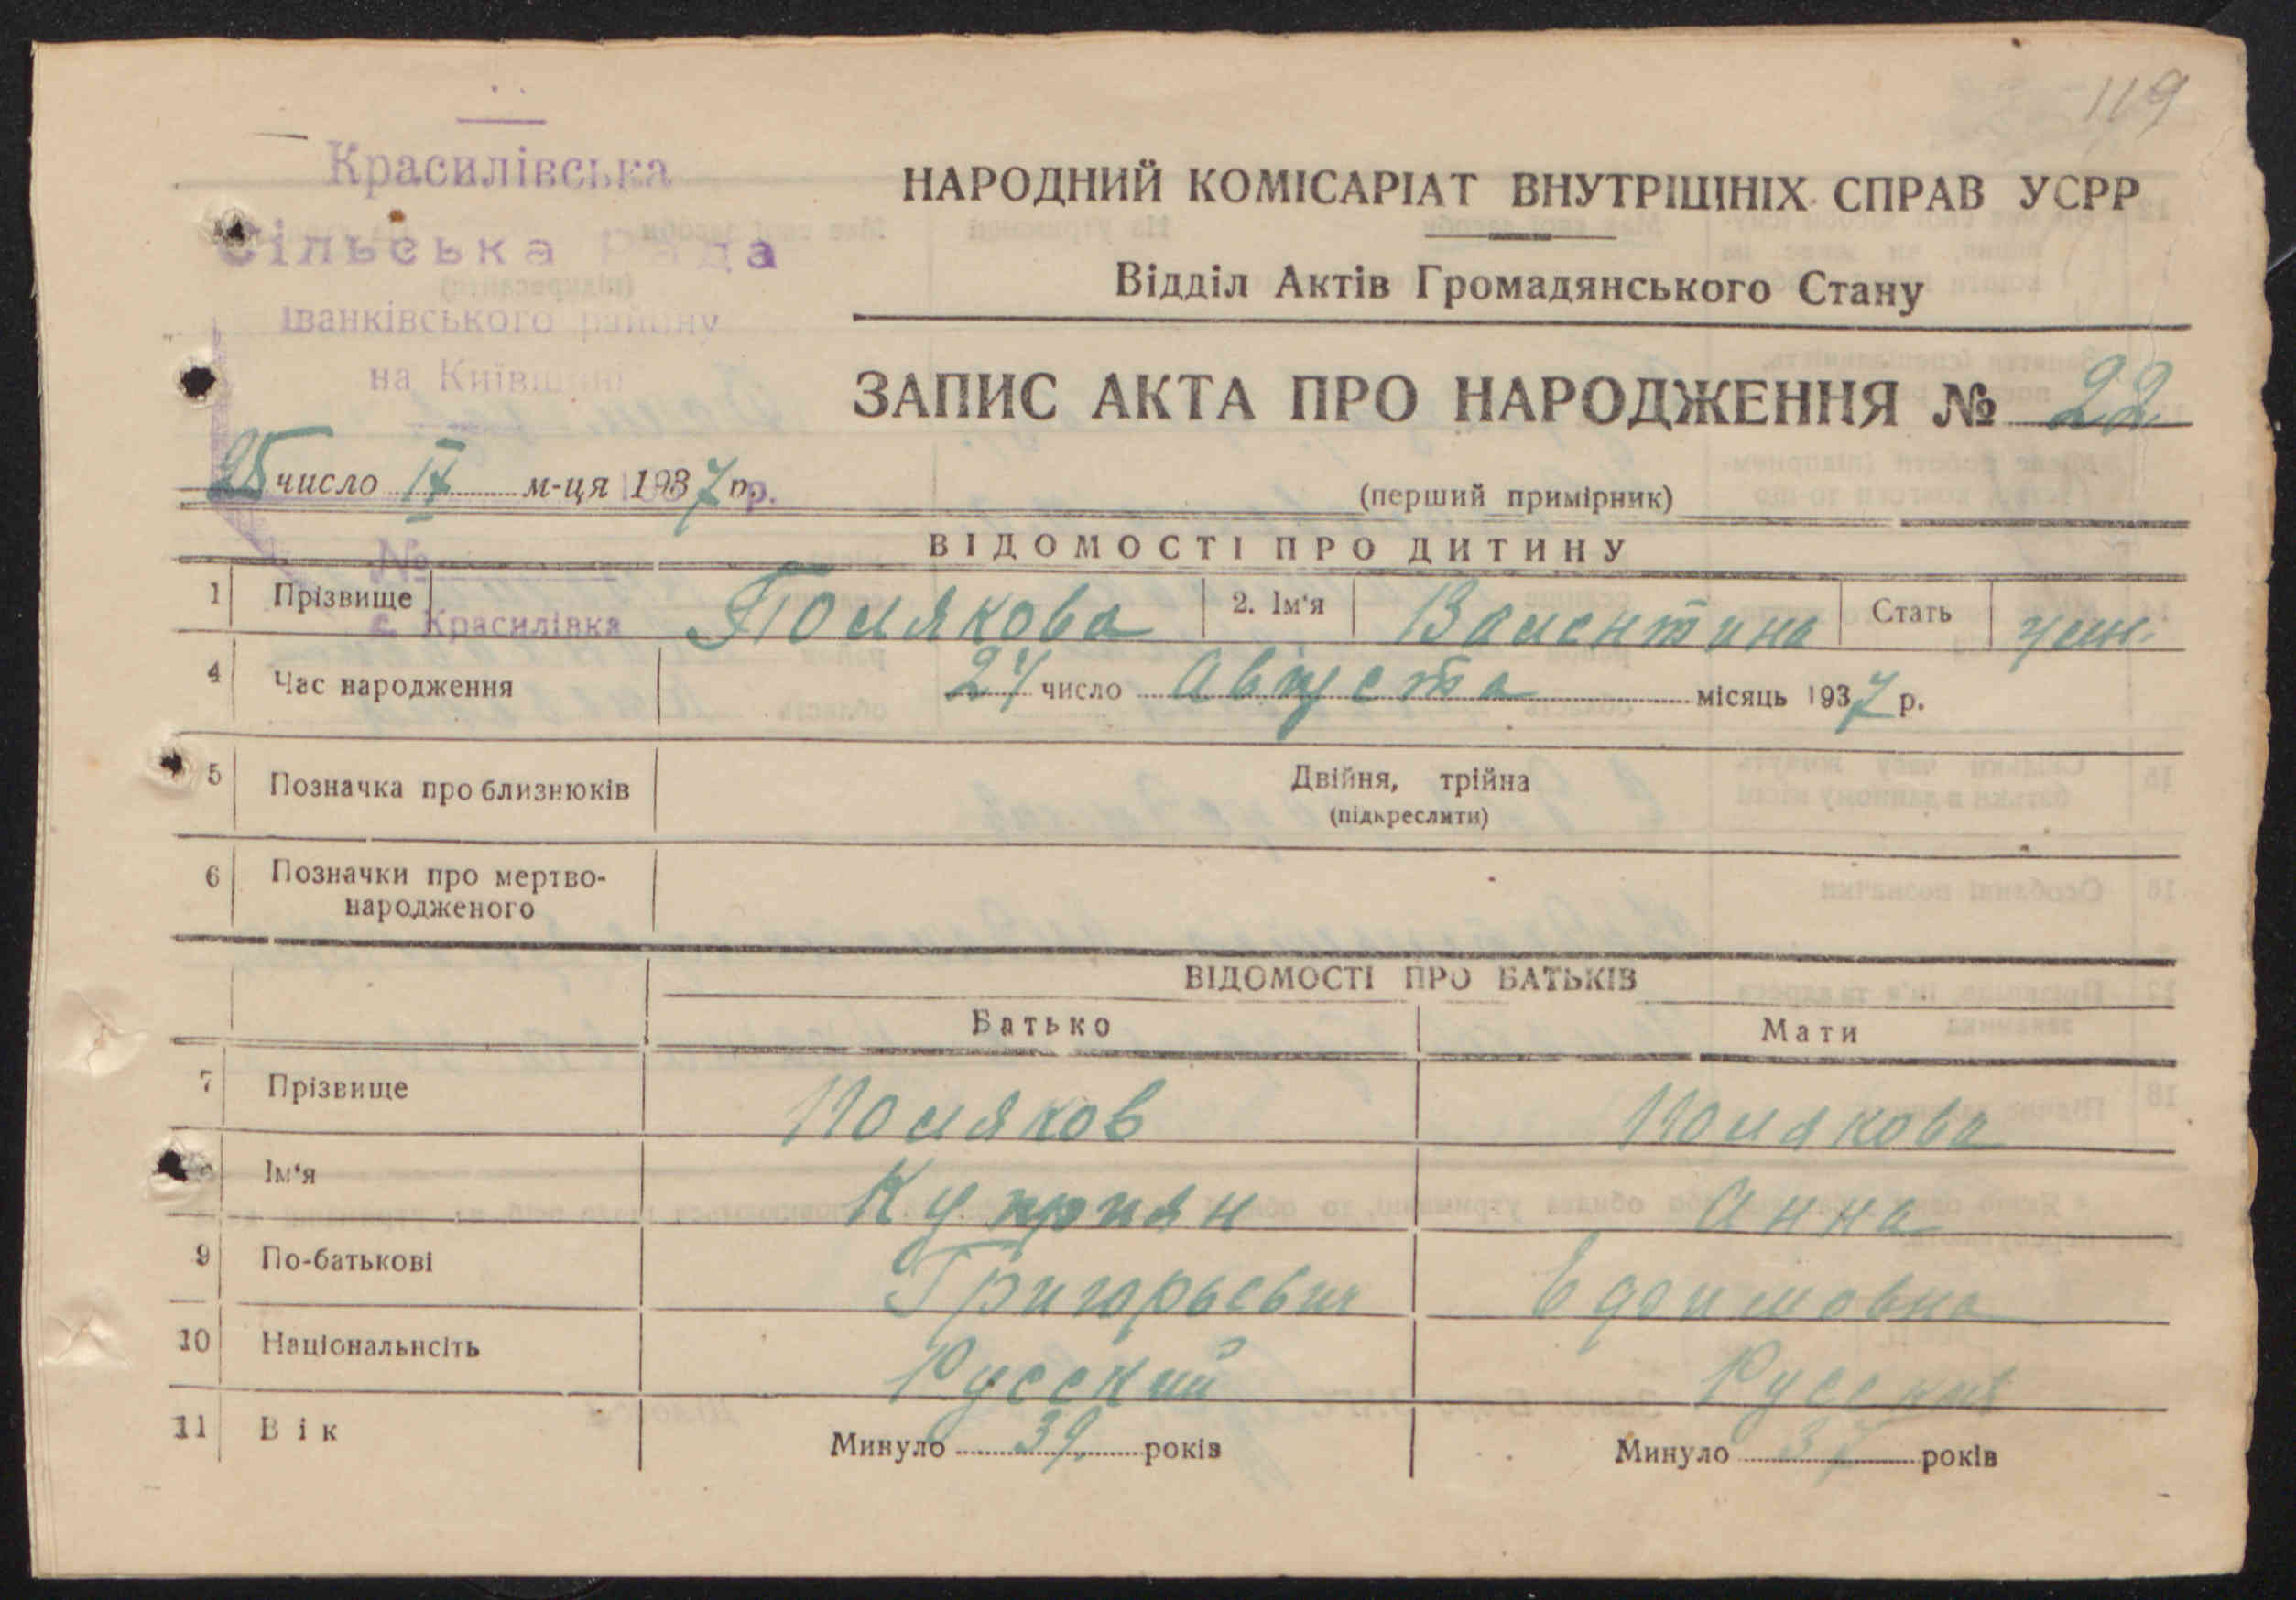 119
Красилівська
Сільська Рада
Іванківського району
на Київщині
НАРОДНИЙ КОМІСАРІАТ ВНУТРІШНІХ СПРАВ УСРР
Відділ Актів Громадянського Стану
ЗАПИС АКТА ПРО НАРОДЖЕННЯ № 22
25 число м-ця 1937 р.
(перший примірник)
№
с. Красилівка
ВІДОМОСТІ ПРО ДИТИНУ
1 Прізвище Полякова 2. Ім'я Валентина Стать жін.
4 Час народження 24 число Августа місяць 1937 р.
5 Позначка про близнюків Двійня, трійна
(підкреслити)
6 Позначки про мертво-
народженого
ВІДОМОСТІ ПРО БАТЬКІВ
Батько Мати
7 Прізвище Поляков Полякова
8 Ім'я Куприян Анна
9 По-батькові Григорьевич
10 Національнсіть Русский Русская
11 Вік Минуло 39 років Минуло 37 років